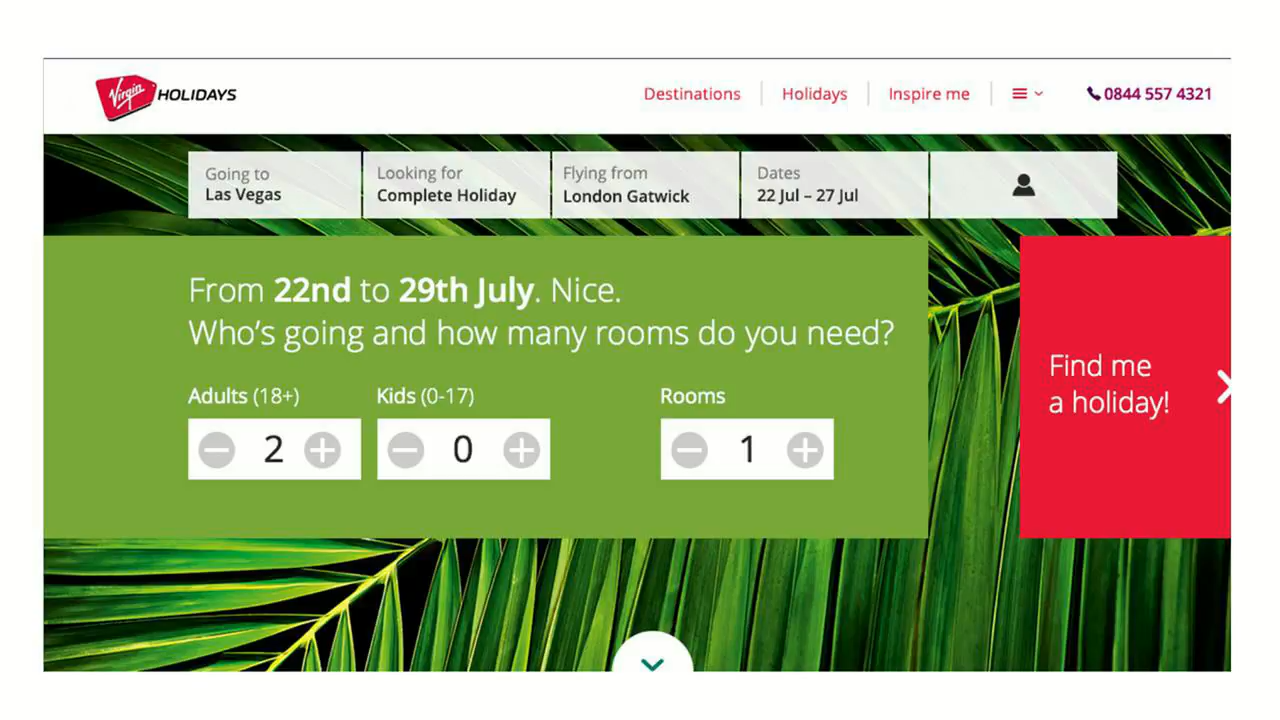 Virgin HOLIDAYS
Destinations
Holidays
Inspire me
0844 557 4321
Going to
Las Vegas
Looking for
Complete Holiday
Flying from
London Gatwick
Dates
22 Jul – 27 Jul
From 22nd to 29th July. Nice.
Who's going and how many rooms do you need?
Adults (18+)
2
Kids (0-17)
0
Rooms
1
Find me
a holiday!